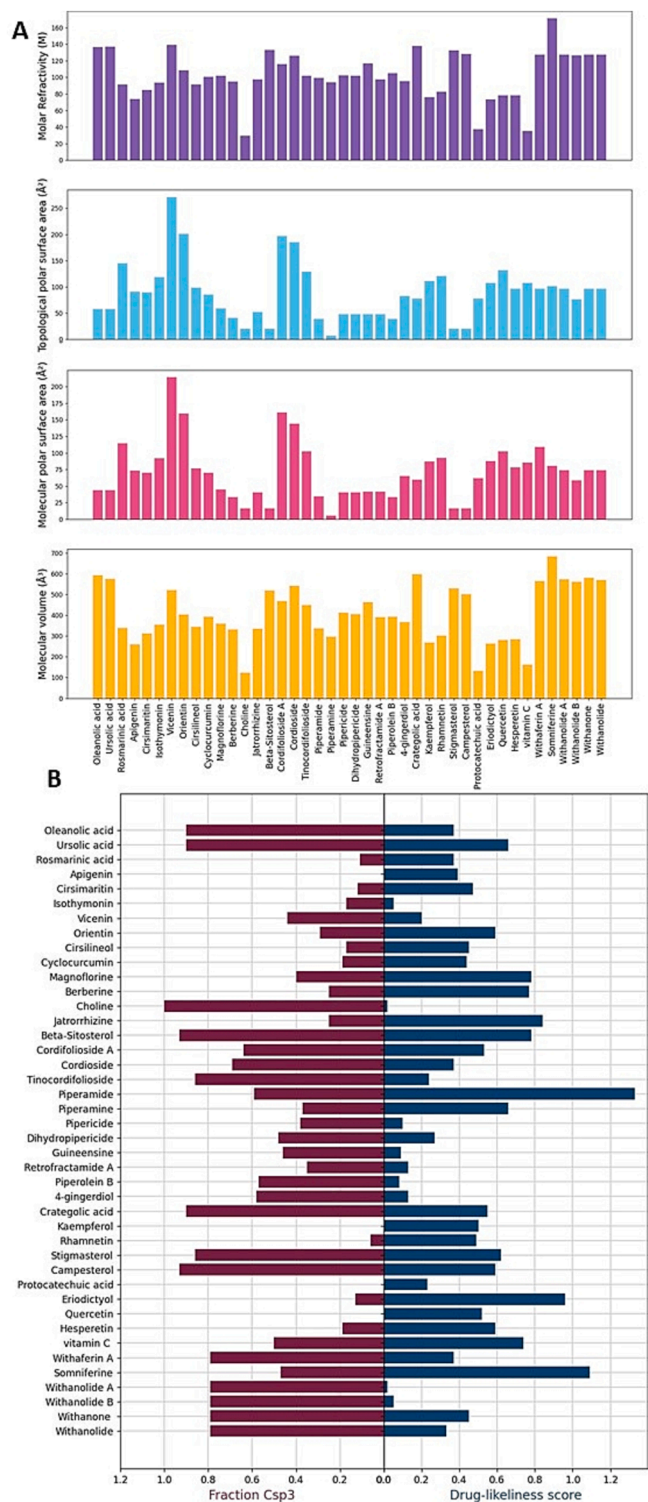 A
Molar Refractivity (M)
160
140
120
100
80
60
40
20
0
Topological polar surface area (Å²)
250
200
150
100
50
0
Molecular polar surface area (Å²)
200
175
150
125
100
75
50
25
0
Molecular volume (Å³)
700
600
500
400
300
200
100
0
Oleanolic acid
Ursolic acid
Rosmarinic acid
Apigenin
Cirsimaritin
Isothymonin
Vicenin
Orientin
Cirsilineol
Cyclocurcumin
Magnoflorine
Berberine
Choline
Jatrorrhizine
Beta-Sitosterol
Cordifolioside A
Cordioside
Tinocordifolioside
Piperamide
Piperamine
Pipericide
Dihydropipericide
Guineensine
Retrofractamide A
Piperolein B
4-gingerdiol
Crategolic acid
Kaempferol
Rhamnetin
Stigmasterol
Campesterol
Protocatechuic acid
Eriodictyol
Quercetin
Hesperetin
vitamin C
Withaferin A
Somniferine
Withanolide A
Withanolide B
Withanone
Withanolide
B
Oleanolic acid
Ursolic acid
Rosmarinic acid
Apigenin
Cirsimaritin
Isothymonin
Vicenin
Orientin
Cirsilineol
Cyclocurcumin
Magnoflorine
Berberine
Choline
Jatrorrhizine
Beta-Sitosterol
Cordifolioside A
Cordioside
Tinocordifolioside
Piperamide
Piperamine
Pipericide
Dihydropipericide
Guineensine
Retrofractamide A
Piperolein B
4-gingerdiol
Crategolic acid
Kaempferol
Rhamnetin
Stigmasterol
Campesterol
Protocatechuic acid
Eriodictyol
Quercetin
Hesperetin
vitamin C
Withaferin A
Somniferine
Withanolide A
Withanolide B
Withanone
Withanolide
1.2 1.0 0.8 0.6 0.4 0.2 0.0 0.2 0.4 0.6 0.8 1.0 1.2
Fraction Csp3 Drug-likeliness score